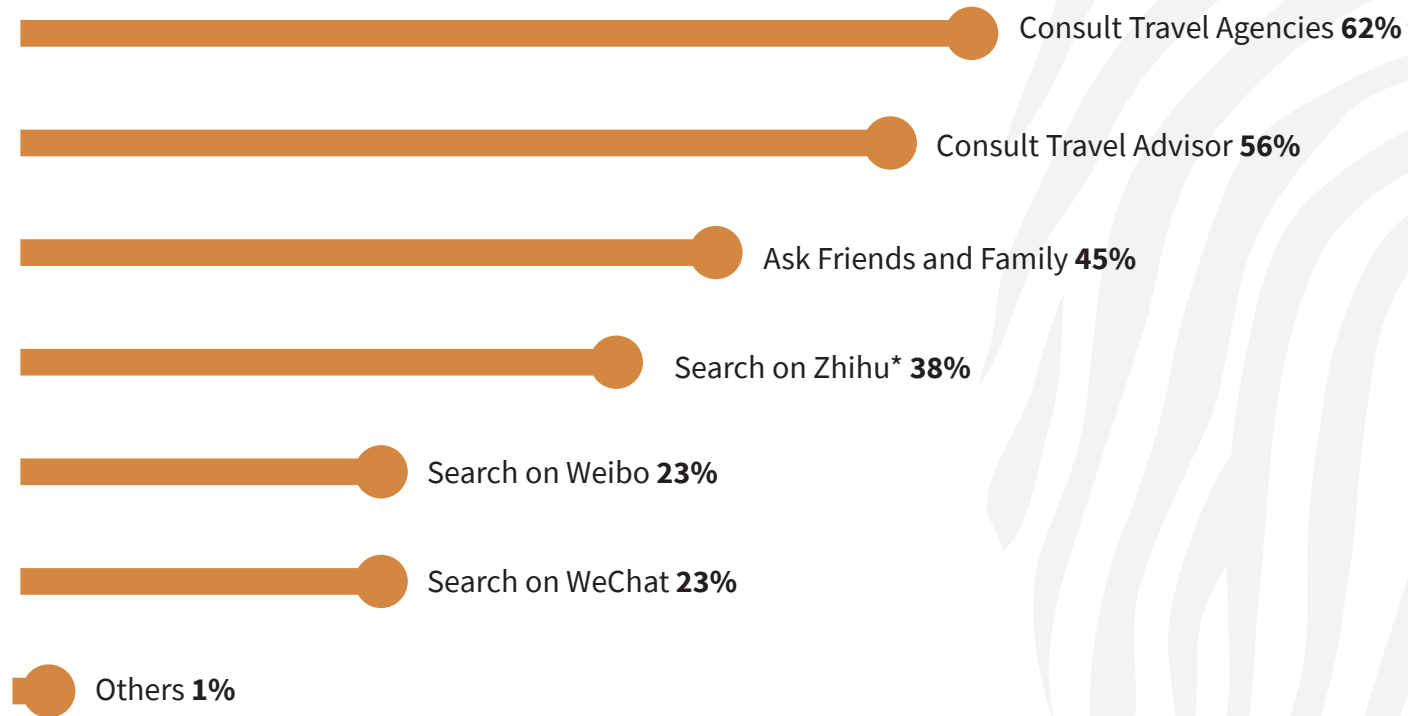 Consult Travel Agencies 62%
Consult Travel Advisor 56%
Ask Friends and Family 45%
Search on Zhihu* 38%
Search on Weibo 23%
Search on WeChat 23%
Others 1%